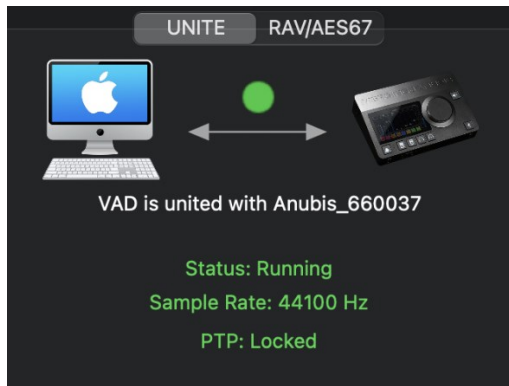 UNITE RAV/AES67
VAD is united with Anubis_660037
Status: Running
Sample Rate: 44100 Hz
PTP: Locked